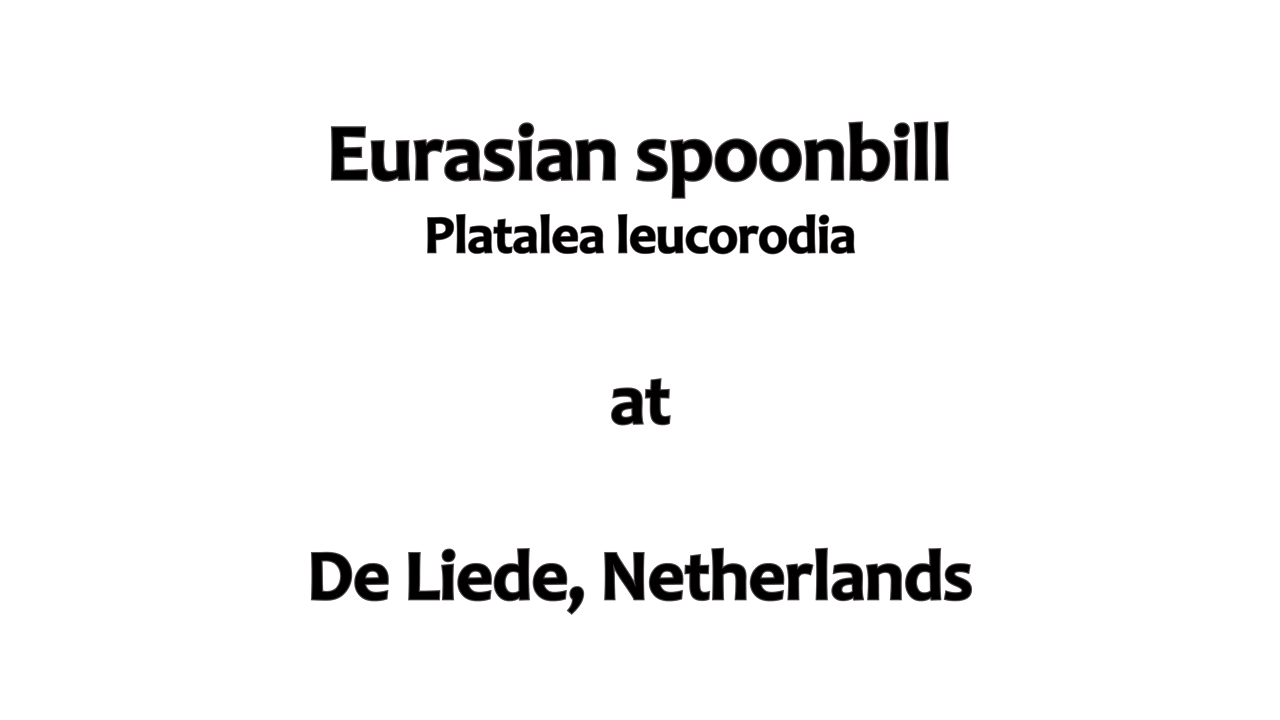 Eurasian spoonbill
Platalea leucorodia
at
De Liede, Netherlands